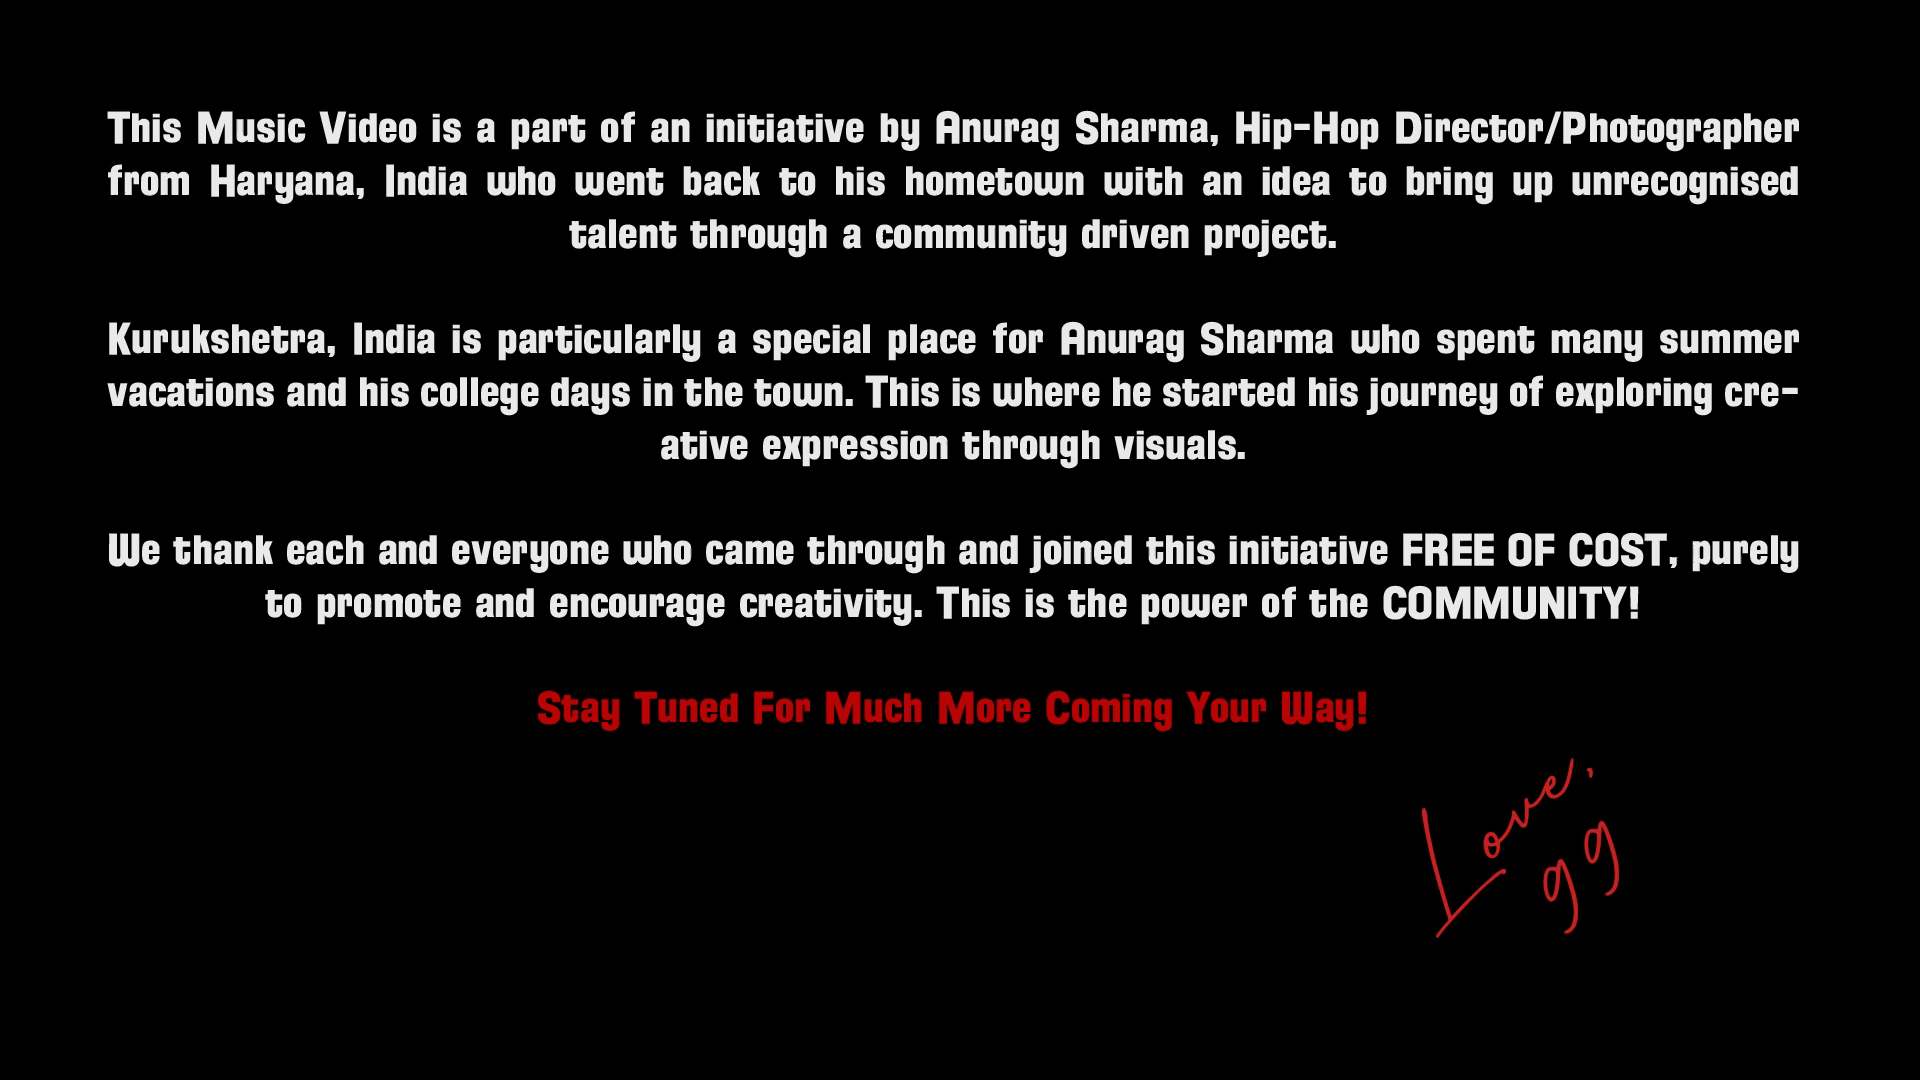 This Music Video is a part of an initiative by Anurag Sharma, Hip-Hop Director/Photographer
from Haryana, India who went back to his hometown with an idea to bring up unrecognised
talent through a community driven project.
Kurukshetra, India is particularly a special place for Anurag Sharma who spent many summer
vacations and his college days in the town. This is where he started his journey of exploring cre-
ative expression through visuals.
We thank each and everyone who came through and joined this initiative FREE OF COST, purely
to promote and encourage creativity. This is the power of the COMMUNITY!
Stay Tuned For Much More Coming Your Way!
Love,
gg